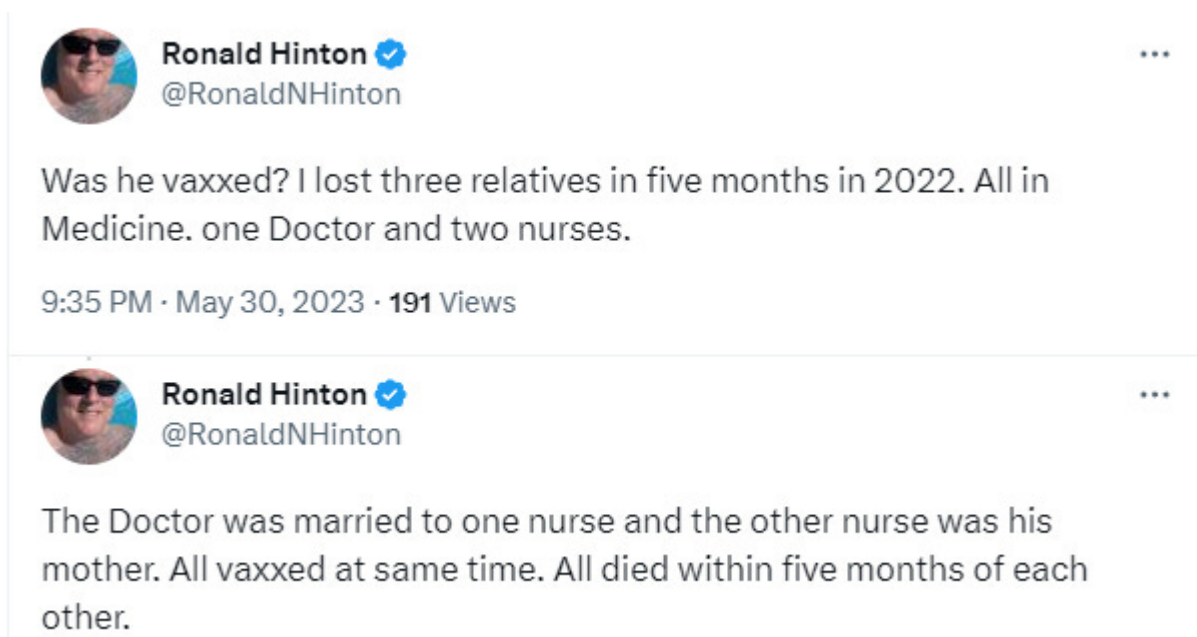 Ronald Hinton
@RonaldNHinton
Was he vaxxed? I lost three relatives in five months in 2022. All in
Medicine. one Doctor and two nurses.
9:35 PM · May 30, 2023 · 191 Views
Ronald Hinton
@RonaldNHinton
The Doctor was married to one nurse and the other nurse was his
mother. All vaxxed at same time. All died within five months of each
other.